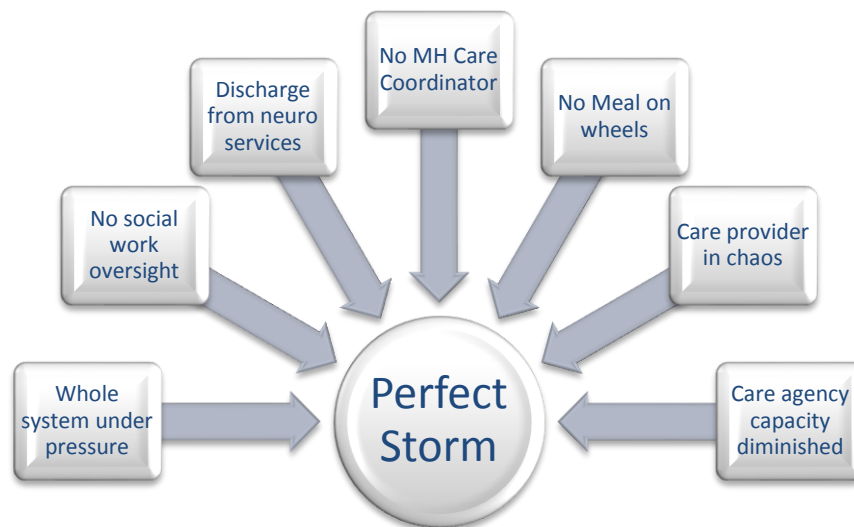 No MH Care
Coordinator
Discharge
from neuro
services
No Meal on
wheels
No social
work
oversight
Care provider
in chaos
Whole
system under
pressure
Perfect
Storm
Care agency
capacity
diminished